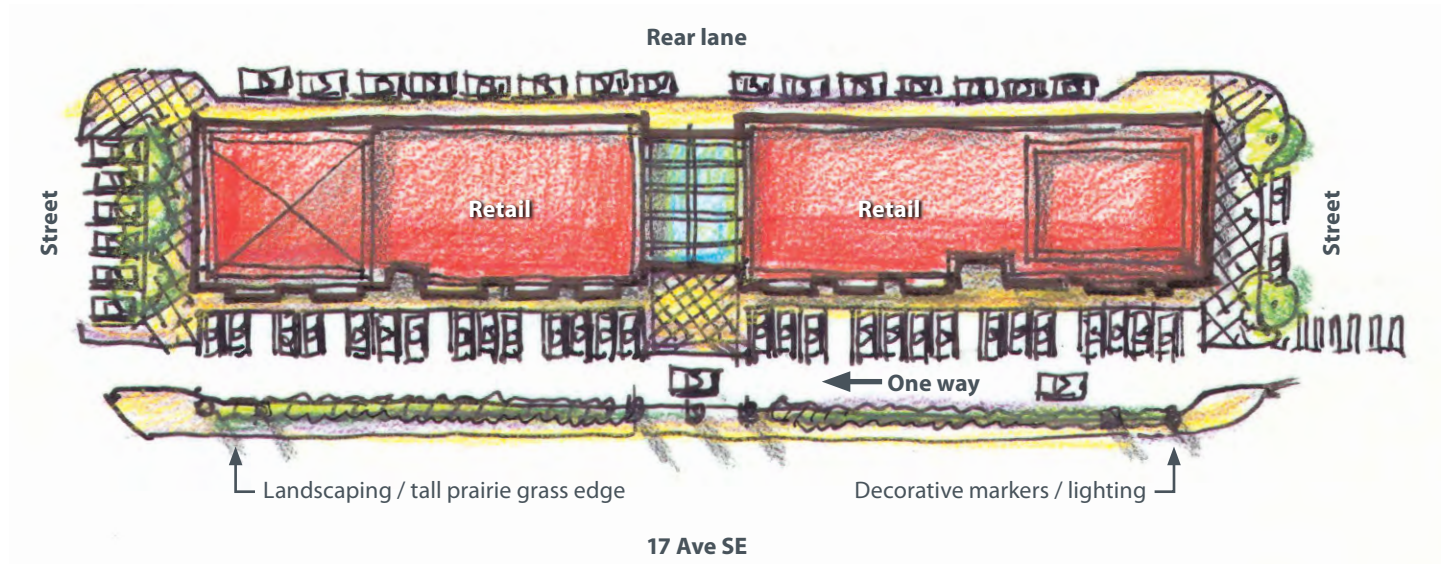 Rear lane
Street
Retail
Retail
Street
One way
Landscaping / tall prairie grass edge
Decorative markers / lighting
17 Ave SE